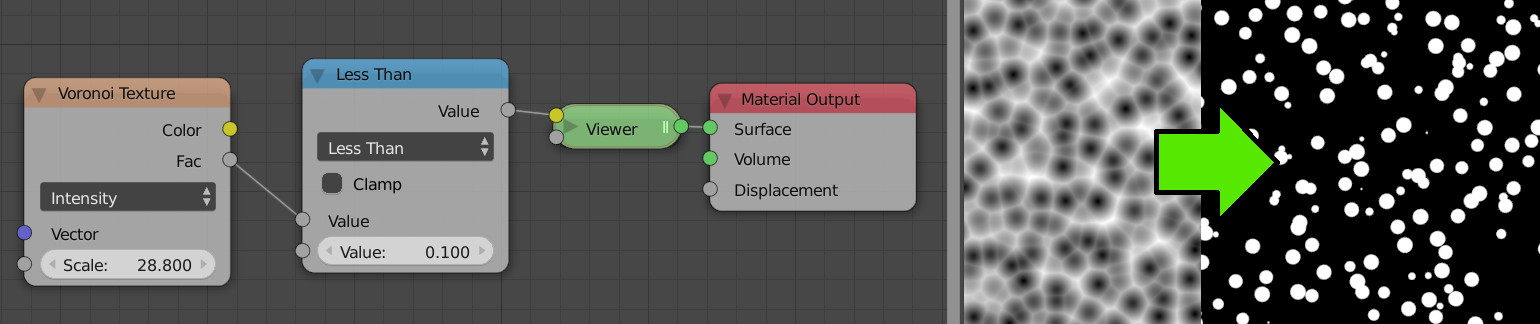 Voronoi Texture
Color
Fac
Intensity
Vector
Scale: 28.800
Less Than
Value
Less Than
Clamp
Value
Value: 0.100
Viewer
Material Output
Surface
Volume
Displacement